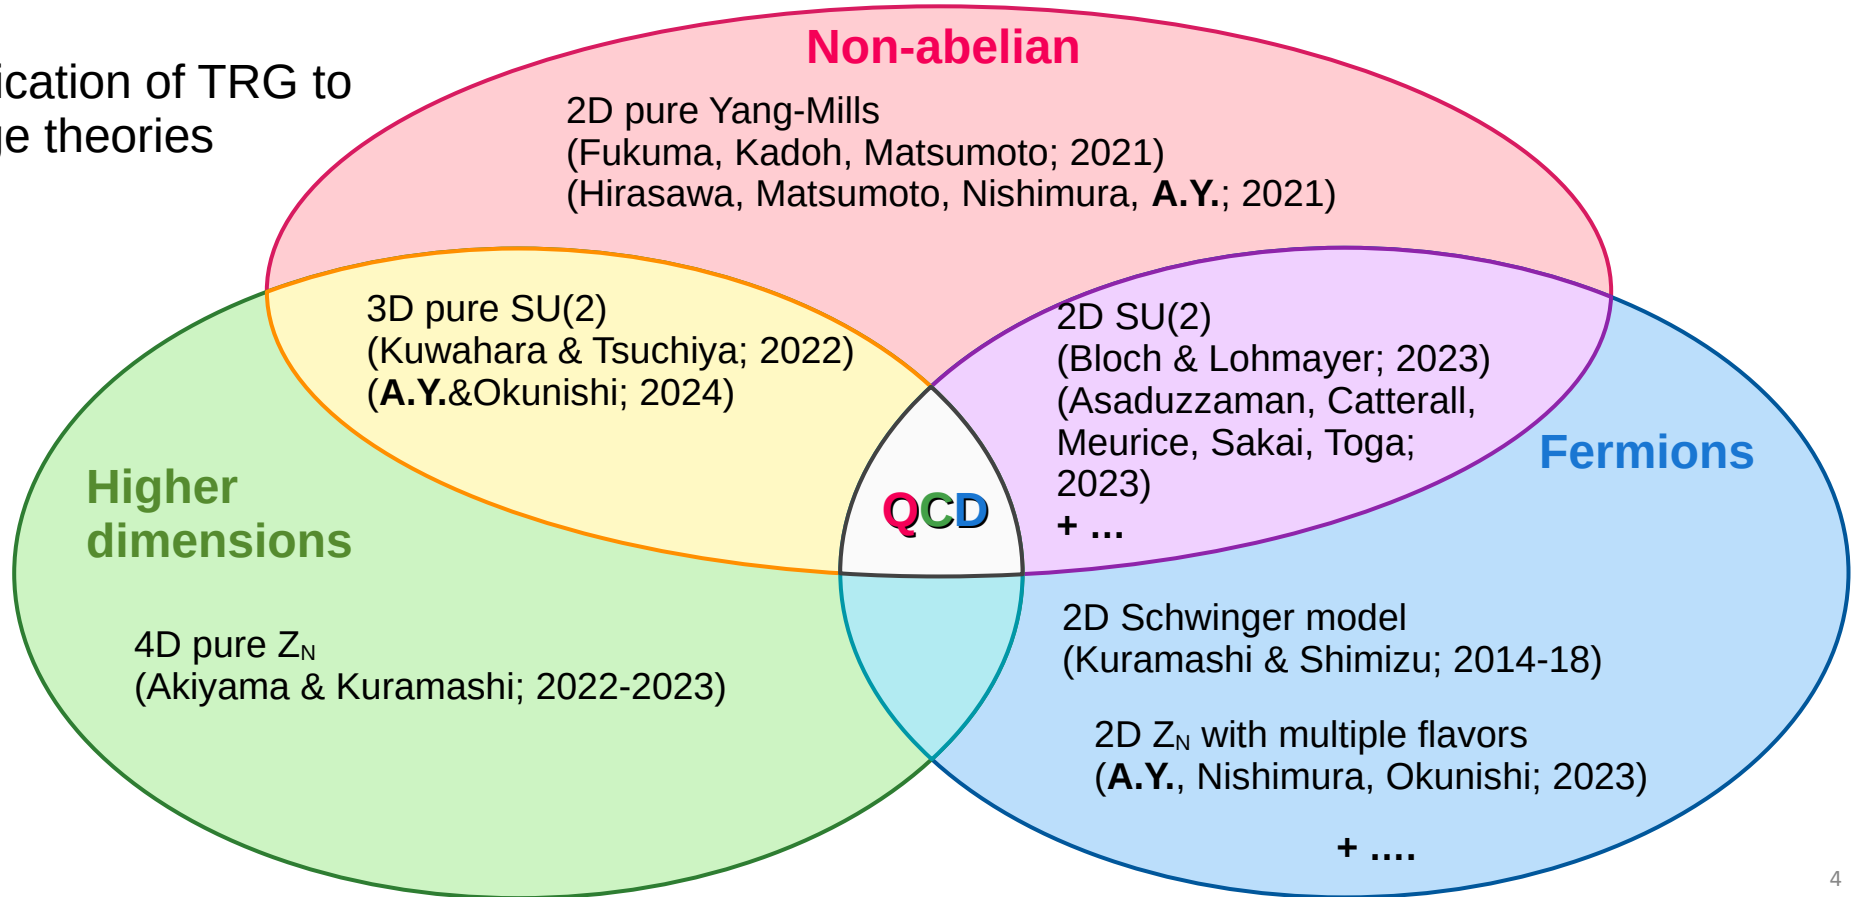 ication of TRG to
ge theories
Non-abelian
2D pure Yang-Mills
(Fukuma, Kadoh, Matsumoto; 2021)
(Hirasawa, Matsumoto, Nishimura, A.Y.; 2021)
3D pure SU(2)
(Kuwahara & Tsuchiya; 2022)
(A.Y.&Okunishi; 2024)
2D SU(2)
(Bloch & Lohmayer; 2023)
(Asaduzzaman, Catterall,
Meurice, Sakai, Toga;
2023)
+ ...
Fermions
Higher
dimensions
QCD
4D pure ZN
(Akiyama & Kuramashi; 2022-2023)
2D Schwinger model
(Kuramashi & Shimizu; 2014-18)
2D ZN with multiple flavors
(A.Y., Nishimura, Okunishi; 2023)
+ ....
4